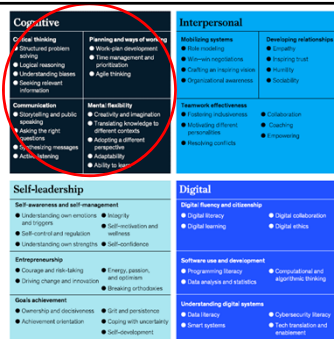 Cognitive
Critical thinking
Structured problem
solving
Logical reasoning
Understanding biases
Seeking relevant
information
Planning and ways of working
Work-plan development
Time management and
prioritization
Agile thinking
Communication
Storytelling and public
speaking
Asking the right
questions
Synthesizing messages
Active listening
Mental flexibility
Creativity and imagination
Translating knowledge to
different contexts
Adopting a different
perspective
Adaptability
Ability to learn
Interpersonal
Mobilizing systems
Role modeling
Win–win negotiations
Crafting an inspiring vision
Organizational awareness
Developing relationships
Empathy
Inspiring trust
Humility
Sociability
Teamwork effectiveness
Fostering inclusiveness
Motivating different
personalities
Resolving conflicts
Collaboration
Coaching
Empowering
Self-leadership
Self-awareness and self-management
Understanding own emotions
and triggers
Self-control and regulation
Understanding own strengths
Integrity
Self-motivation and
wellness
Self-confidence
Entrepreneurship
Courage and risk-taking
Driving change and innovation
Energy, passion,
and optimism
Breaking orthodoxies
Goals achievement
Ownership and decisiveness
Achievement orientation
Grit and persistence
Coping with uncertainty
Self-development
Digital
Digital fluency and citizenship
Digital literacy
Digital learning
Digital collaboration
Digital ethics
Software use and development
Programming literacy
Data analysis and statistics
Computational and
algorithmic thinking
Understanding digital systems
Data literacy
Smart systems
Cybersecurity literacy
Tech translation and
enablement